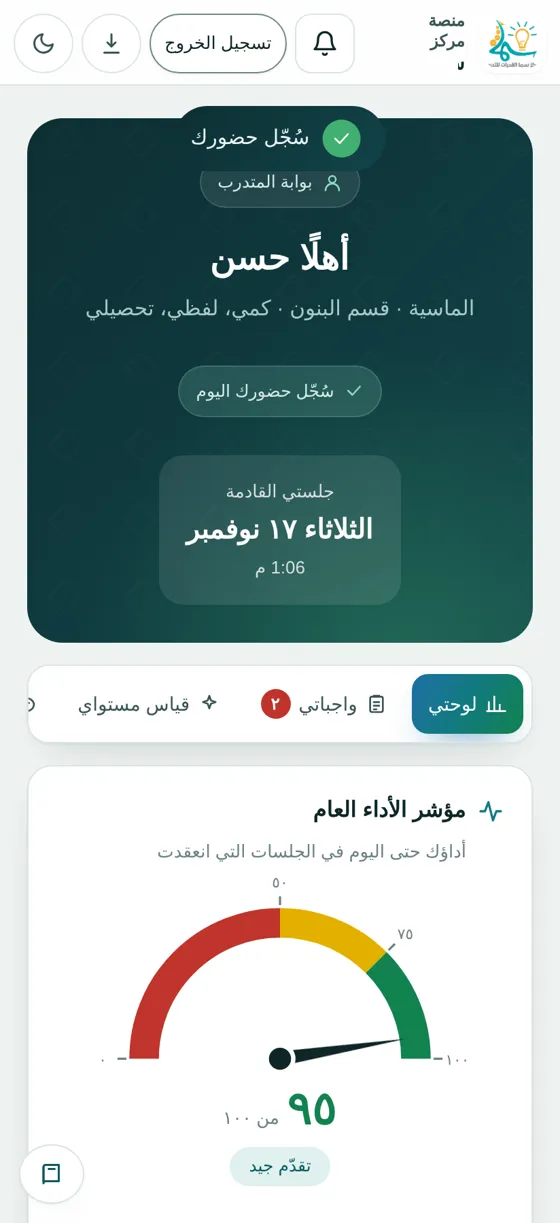 منصة
مركز
تسجيل الخروج
سُجّل حضورك
بوابة المتدرب
أهلًا حسن
الماسية · قسم البنون · كمي، لفظي، تحصيلي
سُجّل حضورك اليوم
جلستي القادمة
الثلاثاء ١٧ نوفمبر
1:06 م
لوحتي
واجباتي ٢
قياس مستواي
مؤشر الأداء العام
أداؤك حتى اليوم في الجلسات التي انعقدت
٥٠
٧٥
٠
١٠٠
٩٥ من ١٠٠
تقدّم جيد